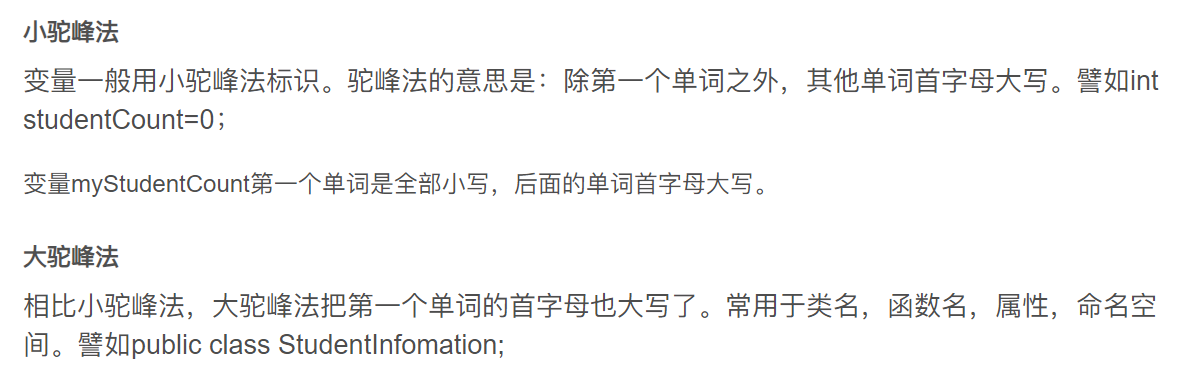 小驼峰法
变量一般用小驼峰法标识。驼峰法的意思是：除第一个单词之外，其他单词首字母大写。譬如int
studentCount=0；
变量myStudentCount第一个单词是全部小写，后面的单词首字母大写。
大驼峰法
相比小驼峰法，大驼峰法把第一个单词的首字母也大写了。常用于类名，函数名，属性，命名空
间。譬如public class StudentInfomation;